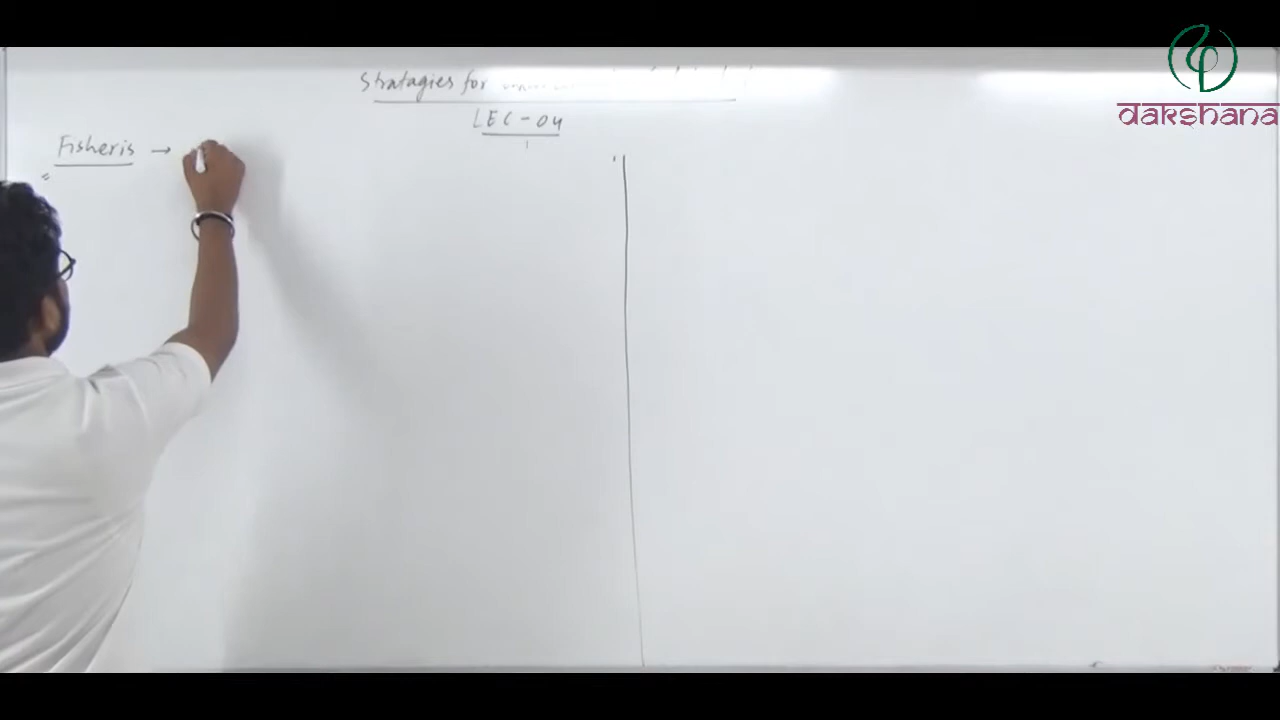 dakshana
Stratagies for
LEC-04
Fisheris →